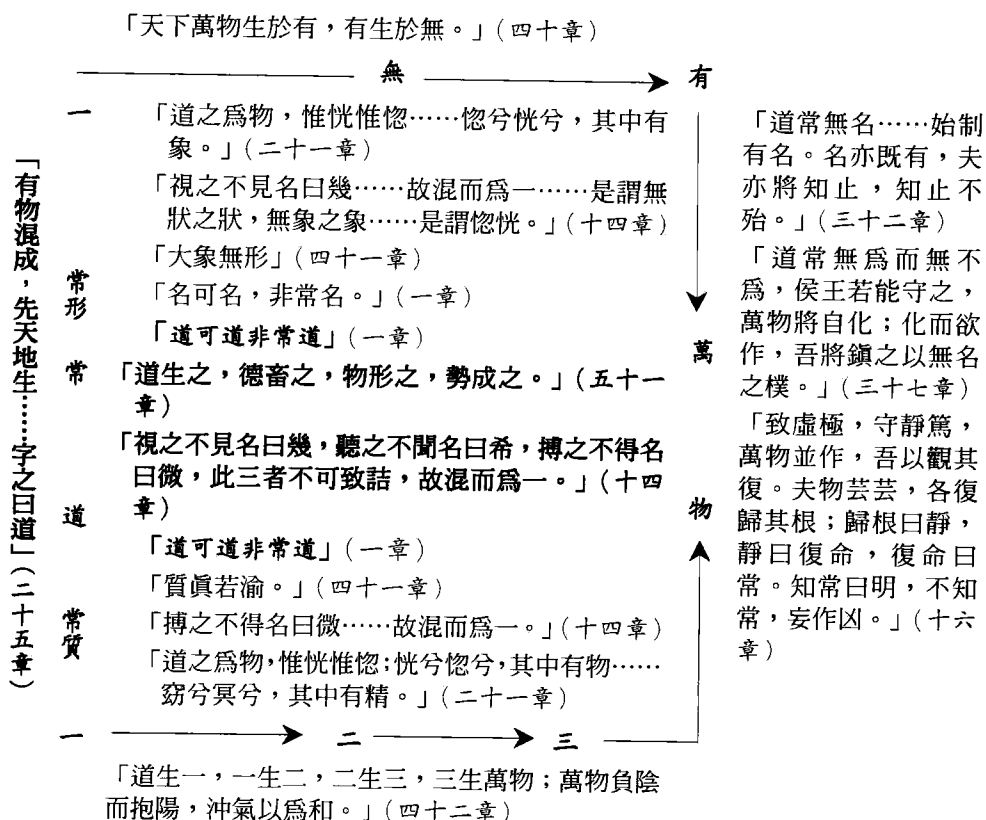 「天下萬物生於有，有生於無。」（四十章）
無
有
一
「道之爲物，惟恍惟惚……惚兮恍兮，其中有
象。」（二十一章）
「視之不見名曰幾……故混而爲一……是謂無
狀之狀，無象之象……是謂惚恍。」（十四章）
「大象無形」（四十一章）
「名可名，非常名。」（一章）
「道可道非常道」（一章）
「道生之，德畜之，物形之，勢成之。」（五十一
章）
「視之不見名曰幾，聽之不聞名曰希，搏之不得名
曰微，此三者不可致詰，故混而爲一。」（十四
章）
「道可道非常道」（一章）
「質眞若渝。」（四十一章）
「搏之不得名曰微……故混而爲一。」（十四章）
「道之爲物，惟恍惟惚；恍兮惚兮，其中有物……
窈兮冥兮，其中有精。」（二十一章）
常形
常
道
常質
「有物混成，先天地生……字之曰道」（二十五章）
萬
物
「道常無名……始制
有名。名亦既有，夫
亦將知止，知止不
殆。」（三十二章）
「道常無爲而無不
爲，侯王若能守之，
萬物將自化；化而欲
作，吾將鎭之以無名
之樸。」（三十七章）
「致虛極，守靜篤，
萬物並作，吾以觀其
復。夫物芸芸，各復
歸其根；歸根曰靜，
靜曰復命，復命曰
常。知常曰明，不知
常，妄作凶。」（十六
章）
一
二
三
「道生一，一生二，二生三，三生萬物；萬物負陰
而抱陽，沖氣以爲和。」（四十二章）